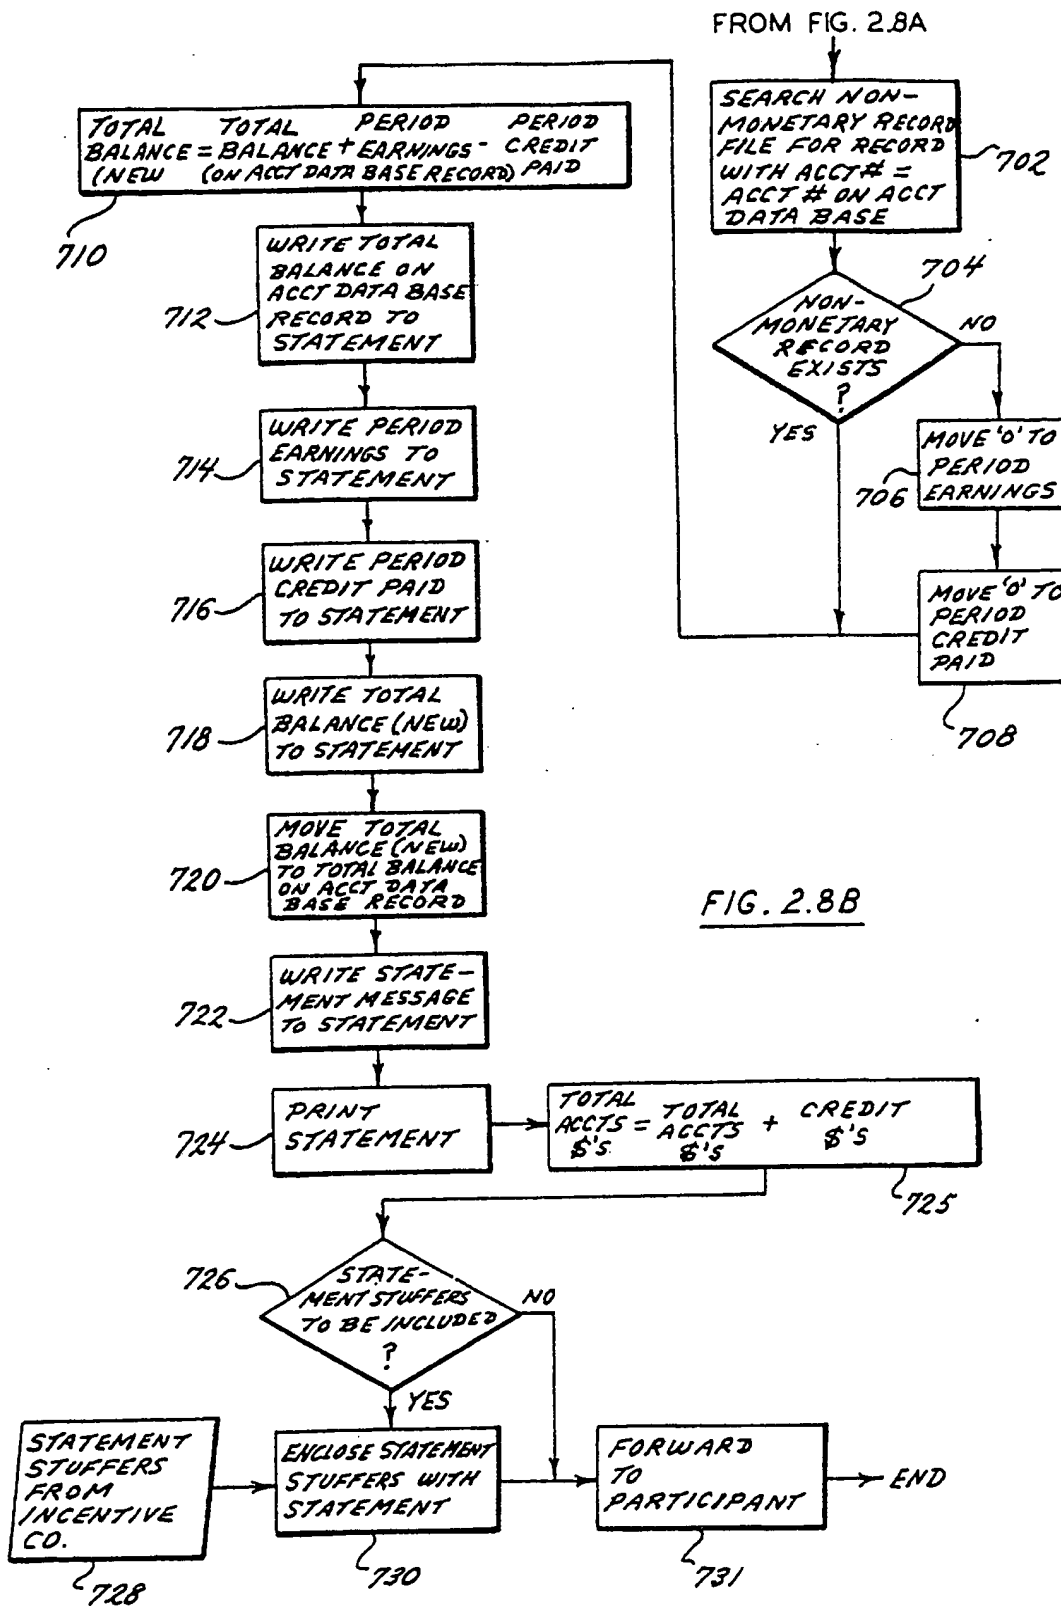 FROM FIG. 2.8A
SEARCH NON-
MONETARY RECORD
FILE FOR RECORD
WITH ACCT # =
ACCT # ON ACCT
DATA BASE
702
704
NON-
MONETARY
RECORD
EXISTS
?
NO
YES
MOVE 'O' TO
PERIOD
EARNINGS
706
MOVE 'O' TO
PERIOD
CREDIT
PAID
708
TOTAL TOTAL PERIOD PERIOD
BALANCE = BALANCE + EARNINGS - CREDIT
(NEW (ON ACCT DATA BASE RECORD) PAID
710
WRITE TOTAL
BALANCE ON
ACCT DATA BASE
RECORD TO
STATEMENT
712
WRITE PERIOD
EARNINGS TO
STATEMENT
714
WRITE PERIOD
CREDIT PAID
TO STATEMENT
716
WRITE TOTAL
BALANCE (NEW)
TO STATEMENT
718
MOVE TOTAL
BALANCE (NEW)
TO TOTAL BALANCE
ON ACCT DATA
BASE RECORD
720
FIG. 2.8B
WRITE STATE-
MENT MESSAGE
TO STATEMENT
722
PRINT
STATEMENT
724
TOTAL TOTAL CREDIT
ACCTS = ACCTS + $'S
$'S $'S
725
STATE-
MENT STUFFERS
TO BE INCLUDED
?
726
NO
YES
STATEMENT
STUFFERS
FROM
INCENTIVE
CO.
728
ENCLOSE STATEMENT
STUFFERS WITH
STATEMENT
730
FORWARD
TO
PARTICIPANT
731
END